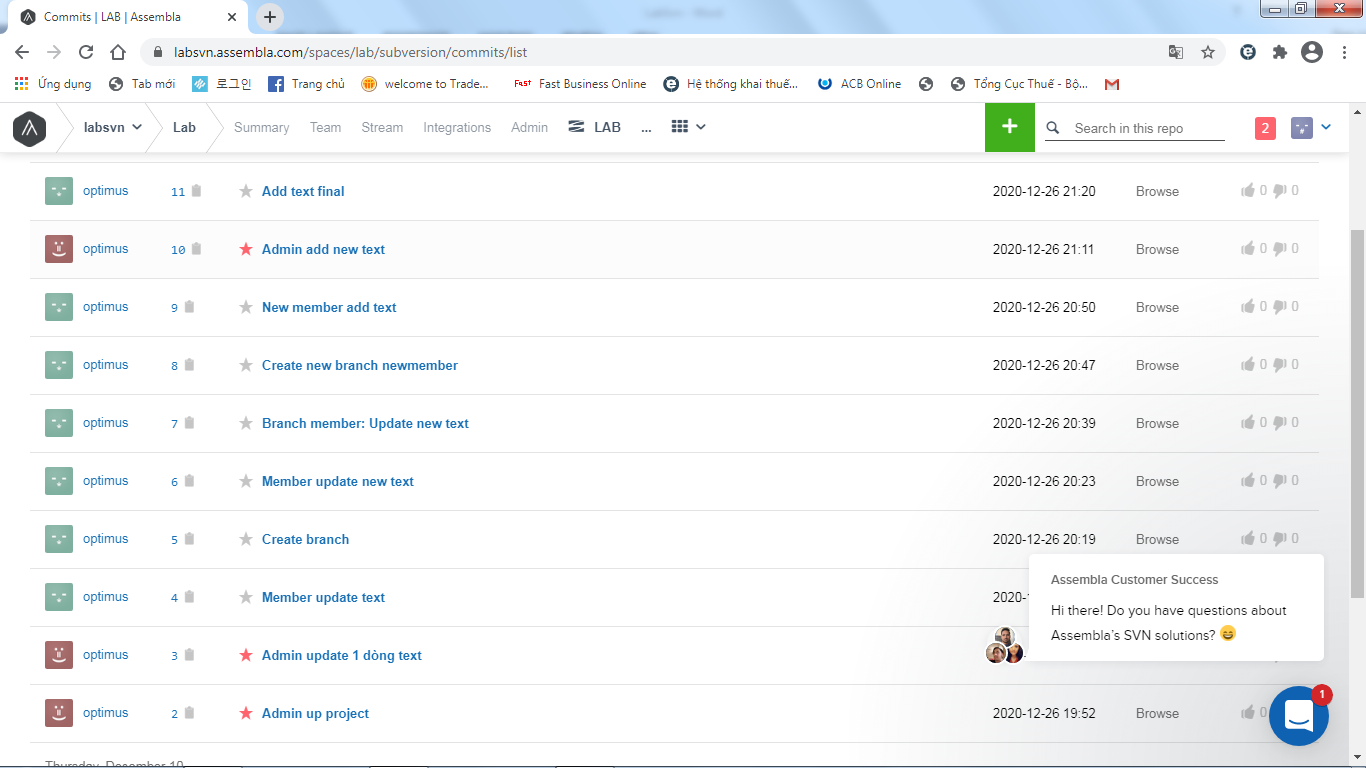 Commits | LAB | Assembla
labsvn.assembla.com/spaces/lab/subversion/commits/list
Ứng dụng Tab mới 로그인 Trang chủ welcome to Trade... Fast Fast Business Online Hệ thống khai thuế... ACB Online Tổng Cục Thuế - Bộ...
labsvn Lab Summary Team Stream Integrations Admin LAB ... + Search in this repo 2
optimus 11 Add text final 2020-12-26 21:20 Browse 0 0
optimus 10 Admin add new text 2020-12-26 21:11 Browse 0 0
optimus 9 New member add text 2020-12-26 20:50 Browse 0 0
optimus 8 Create new branch newmember 2020-12-26 20:47 Browse 0 0
optimus 7 Branch member: Update new text 2020-12-26 20:39 Browse 0 0
optimus 6 Member update new text 2020-12-26 20:23 Browse 0 0
optimus 5 Create branch 2020-12-26 20:19 Browse 0 0
optimus 4 Member update text
optimus 3 Admin update 1 dòng text
optimus 2 Admin up project 2020-12-26 19:52 Browse 0
Assembla Customer Success
Hi there! Do you have questions about
Assembla's SVN solutions? 😄
1